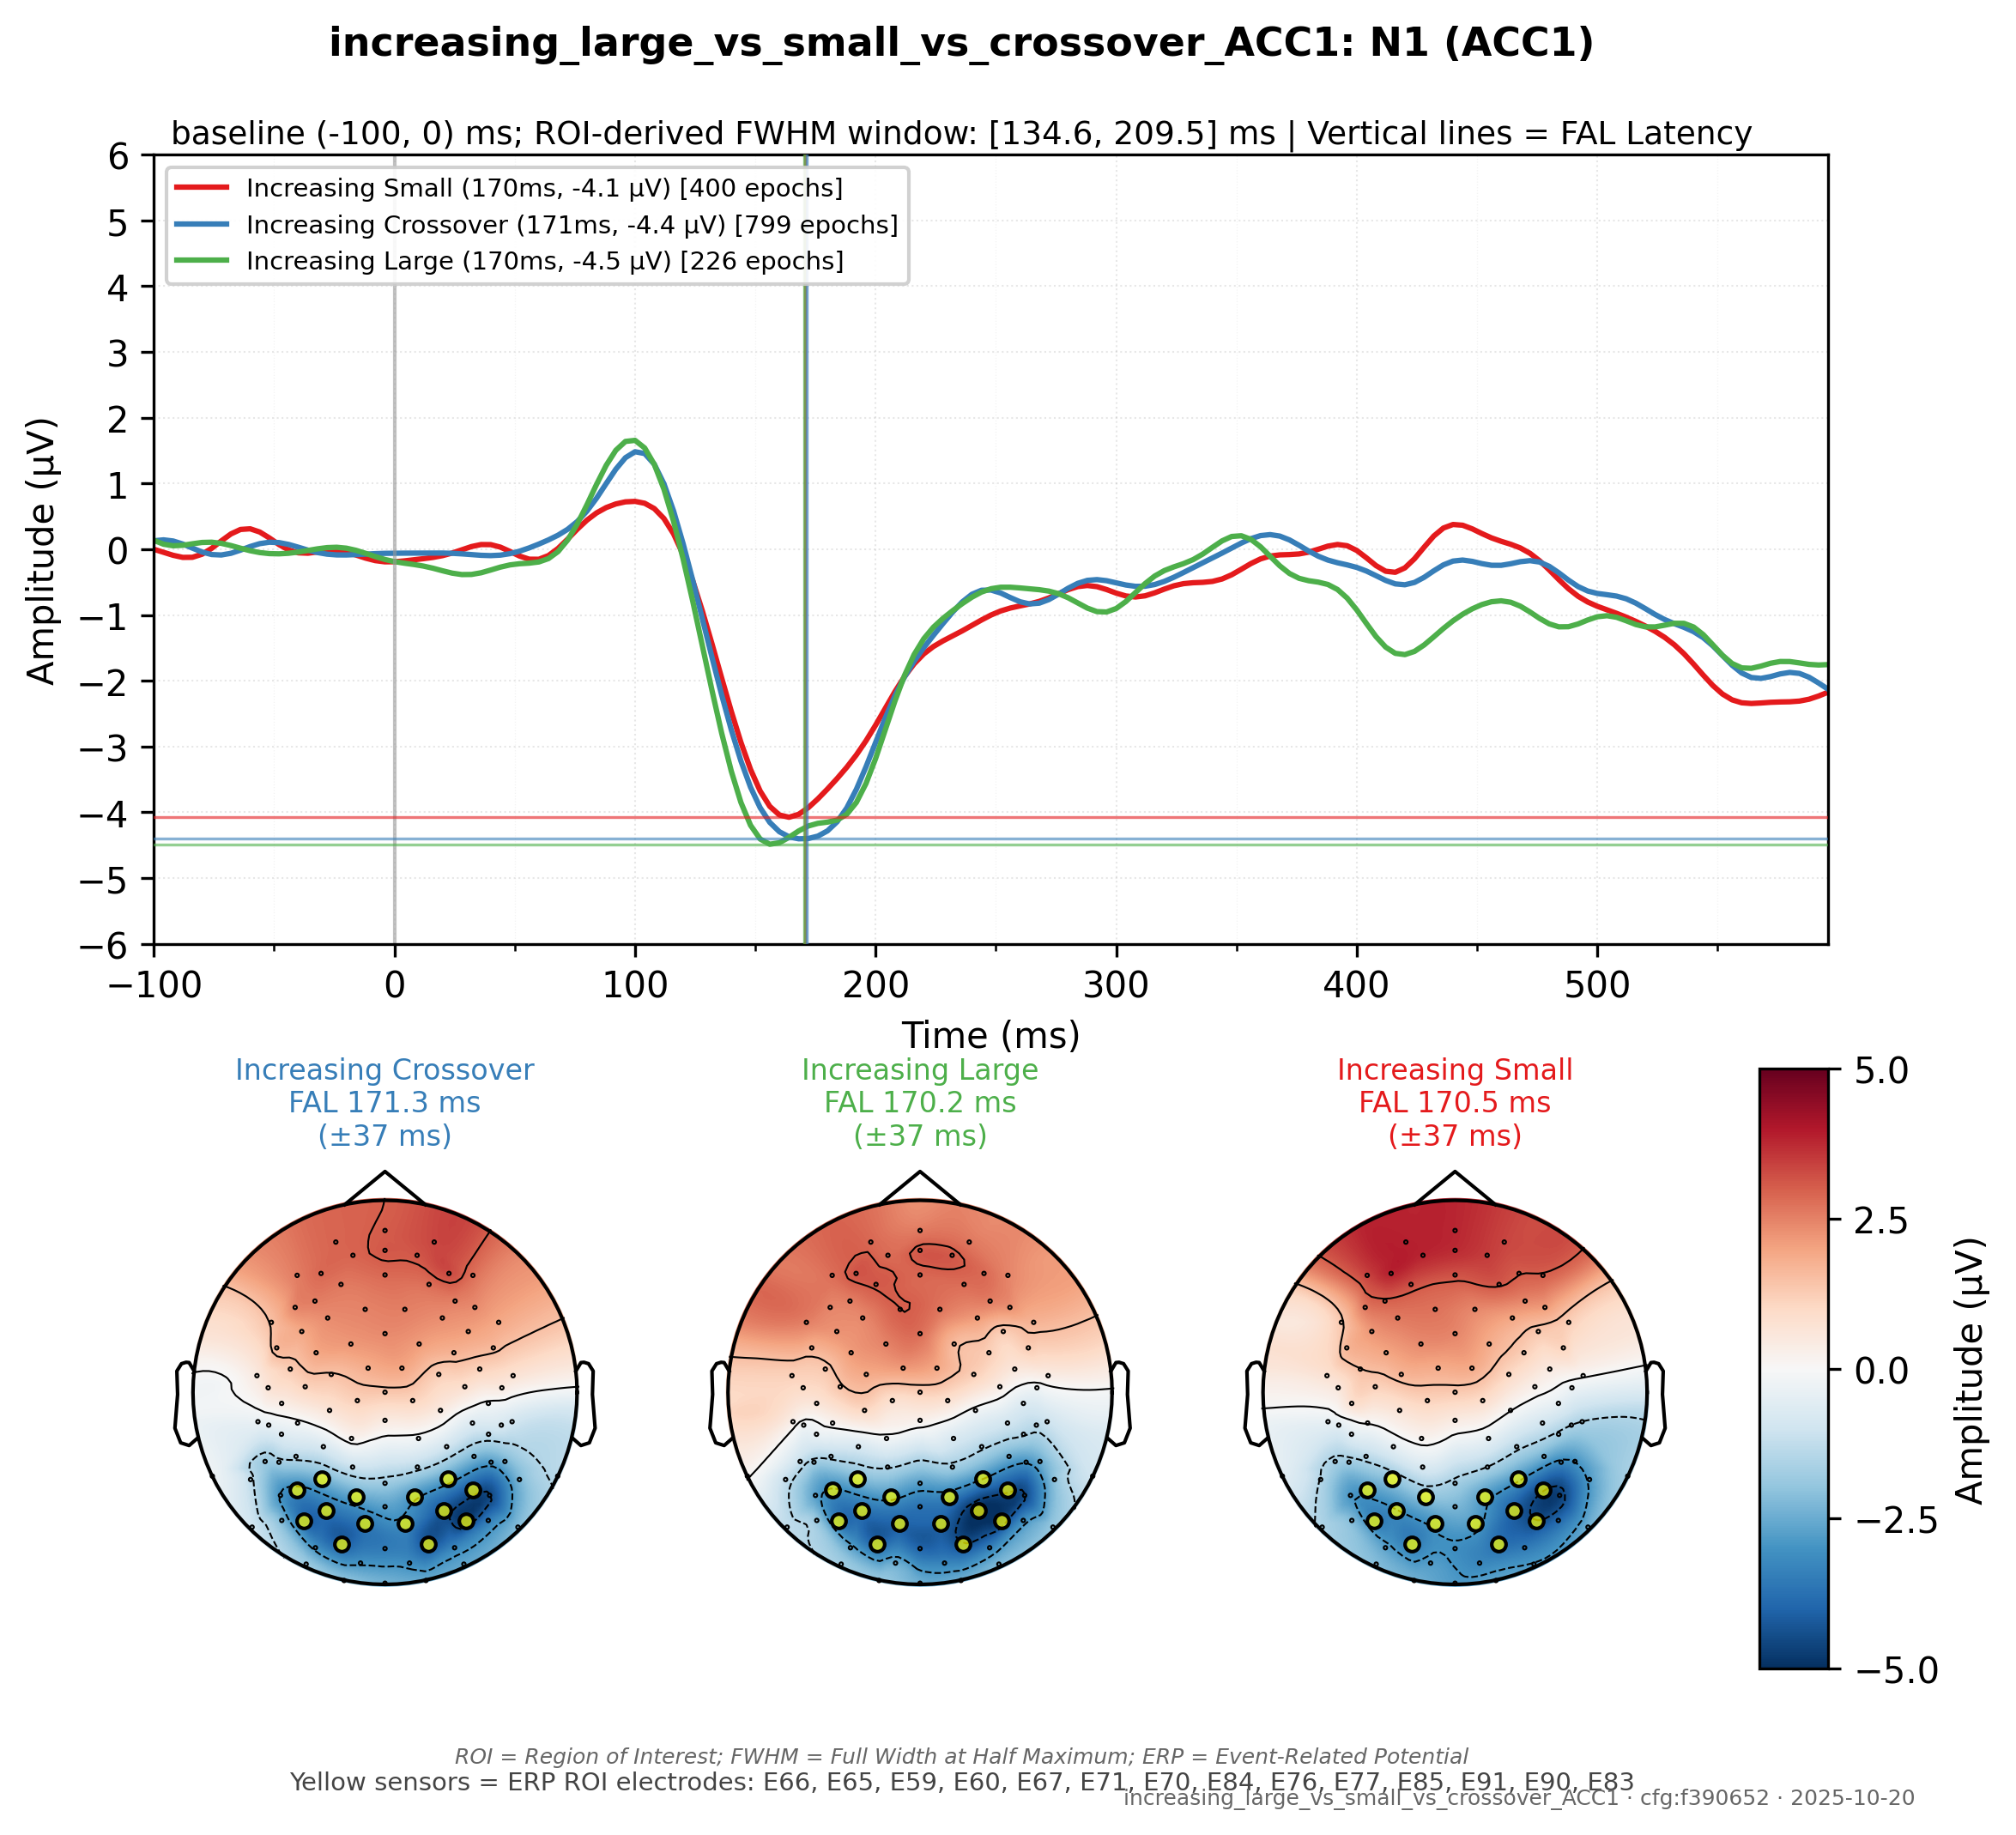 increasing_large_vs_small_vs_crossover_ACC1: N1 (ACC1)
baseline (-100, 0) ms; ROI-derived FWHM window: [134.6, 209.5] ms | Vertical lines = FAL Latency
Increasing Small (170ms, -4.1 µV) [400 epochs]
Increasing Crossover (171ms, -4.4 µV) [799 epochs]
Increasing Large (170ms, -4.5 µV) [226 epochs]
Amplitude (µV)
6
5
4
3
2
1
0
−1
−2
−3
−4
−5
−6
−100 0 100 200 300 400 500
Time (ms)
Increasing Crossover
FAL 171.3 ms
(±37 ms)
Increasing Large
FAL 170.2 ms
(±37 ms)
Increasing Small
FAL 170.5 ms
(±37 ms)
5.0
2.5
0.0
−2.5
−5.0
Amplitude (µV)
ROI = Region of Interest; FWHM = Full Width at Half Maximum; ERP = Event-Related Potential
Yellow sensors = ERP ROI electrodes: E66, E65, E59, E60, E67, E71, E70, E84, E76, E77, E85, E91, E90, E83
increasing_large_vs_small_vs_crossover_ACC1 · cfg:f390652 · 2025-10-20